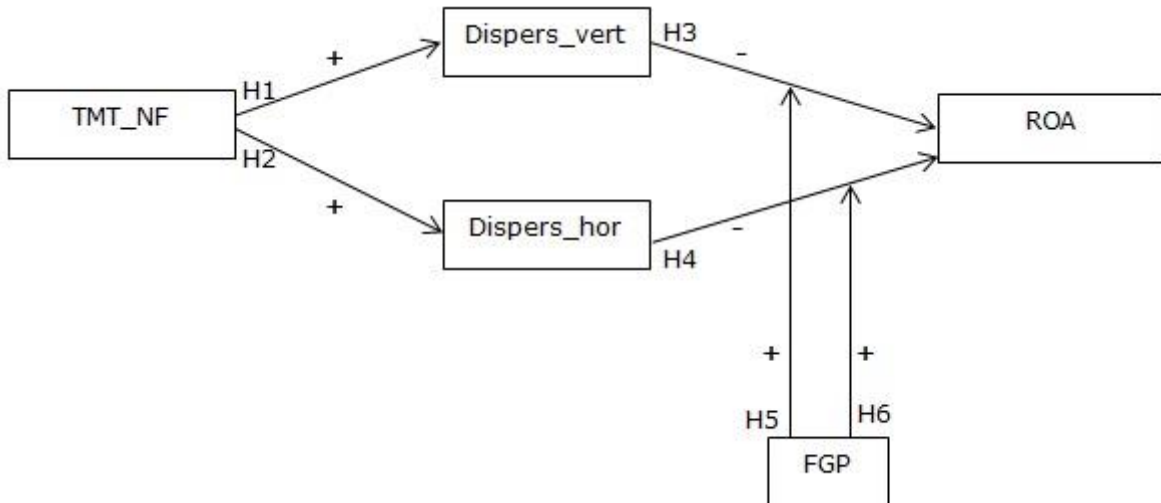 Dispers_vert
H3
-
+
H1
TMT_NF
ROA
H2
+
Dispers_hor
-
H4
+
+
H5
H6
FGP